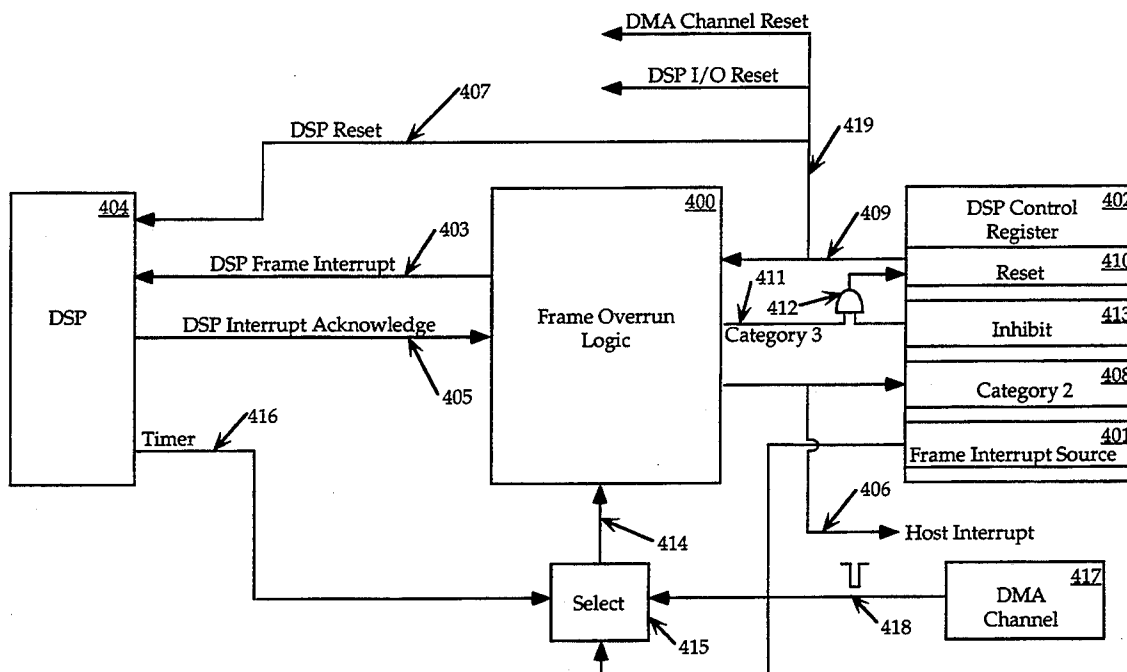 DMA Channel Reset
DSP I/O Reset
407
DSP Reset
419
404
400
402
DSP Control
Register
403
409
DSP Frame Interrupt
410
Reset
411
412
DSP
Frame Overrun
Logic
413
Inhibit
DSP Interrupt Acknowledge
Category 3
405
408
Category 2
416
Timer
401
Frame Interrupt Source
406
414
Host Interrupt
417
DMA
Channel
Select
418
415